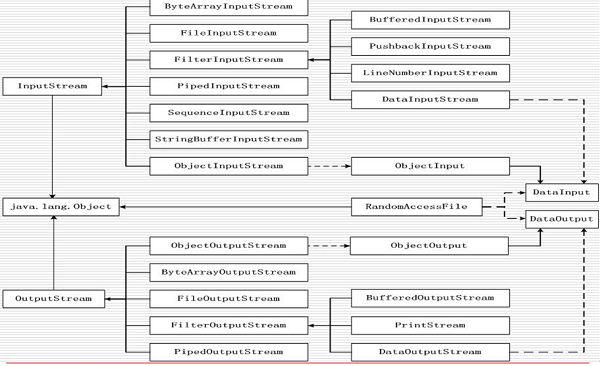 ByteArrayInputStream
BufferedInputStream
FileInputStream
PushbackInputStream
FilterInputStream
LineNumberInputStream
InputStream
PipedInputStream
DataInputStream
SequenceInputStream
StringBufferInputStream
ObjectInputStream
ObjectInput
DataInput
java.lang.Object
RandomAccessFile
DataOutput
ObjectOutputStream
ObjectOutput
ByteArrayOutputStream
OutputStream
FileOutputStream
BufferedOutputStream
FilterOutputStream
PrintStream
PipedOutputStream
DataOutputStream